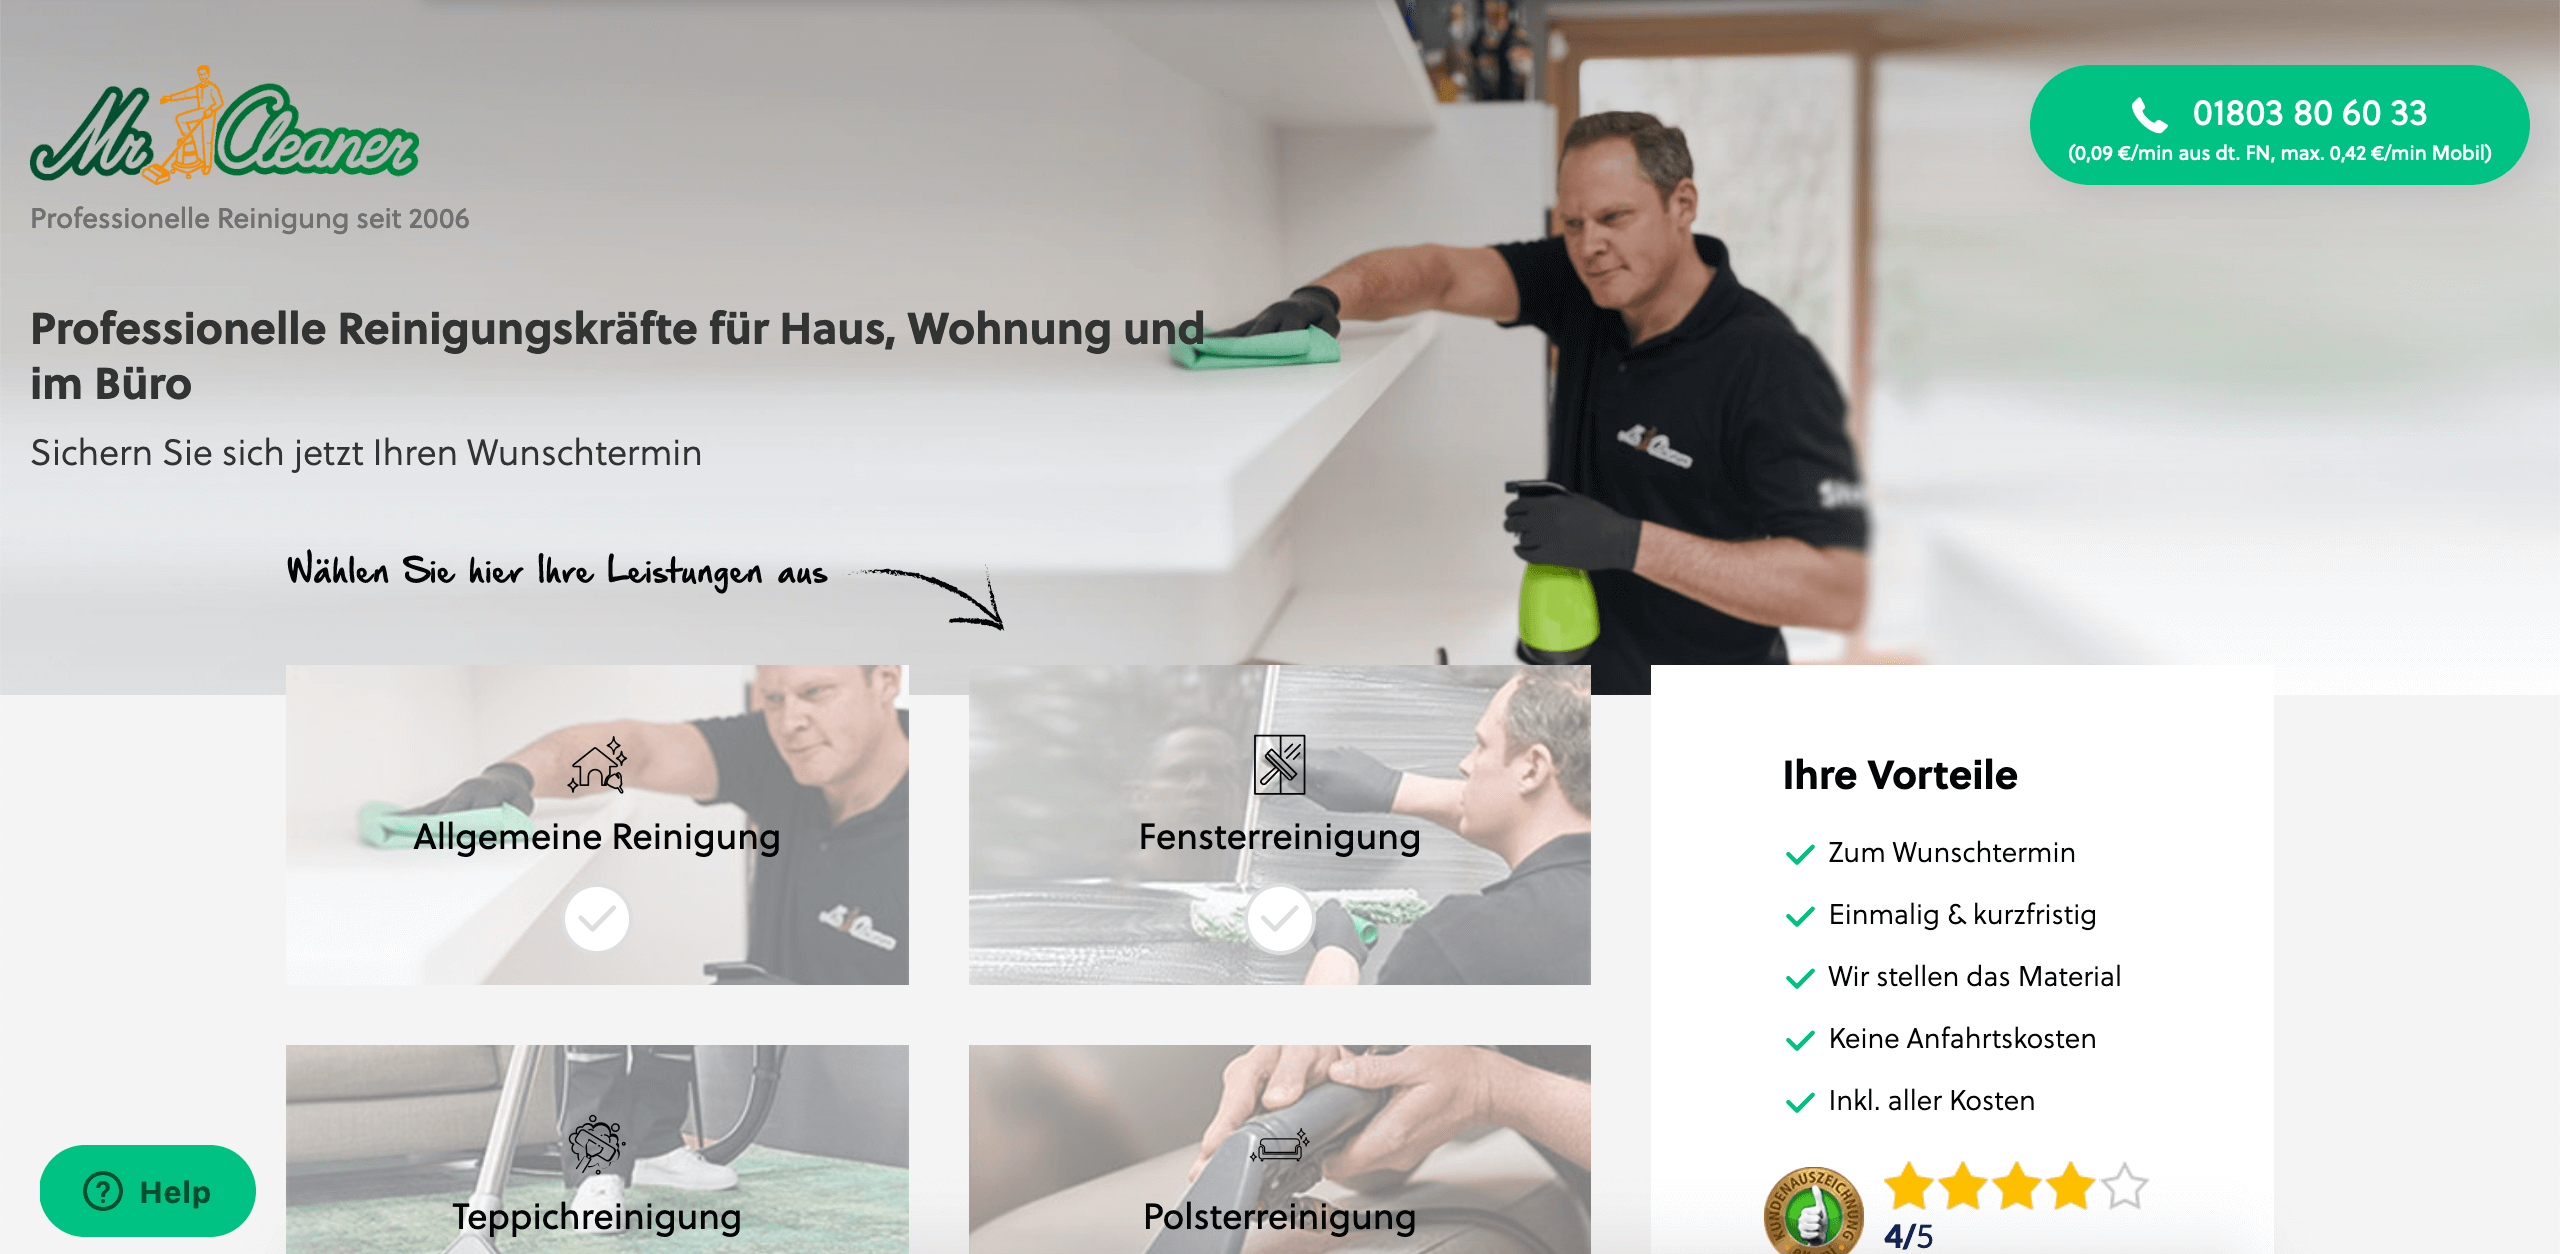 Mr Cleaner
01803 80 60 33
(0,09 €/min aus dt. FN, max. 0,42 €/min Mobil)
Professionelle Reinigung seit 2006
Professionelle Reinigungskräfte für Haus, Wohnung und
im Büro
Sichern Sie sich jetzt Ihren Wunschtermin
Wählen Sie hier Ihre Leistungen aus
Allgemeine Reinigung
Fensterreinigung
Teppichreinigung
Polsterreinigung
Ihre Vorteile
Zum Wunschtermin
Einmalig & kurzfristig
Wir stellen das Material
Keine Anfahrtskosten
Inkl. aller Kosten
KUNDENAUSZEICHNUNG
4/5
Help